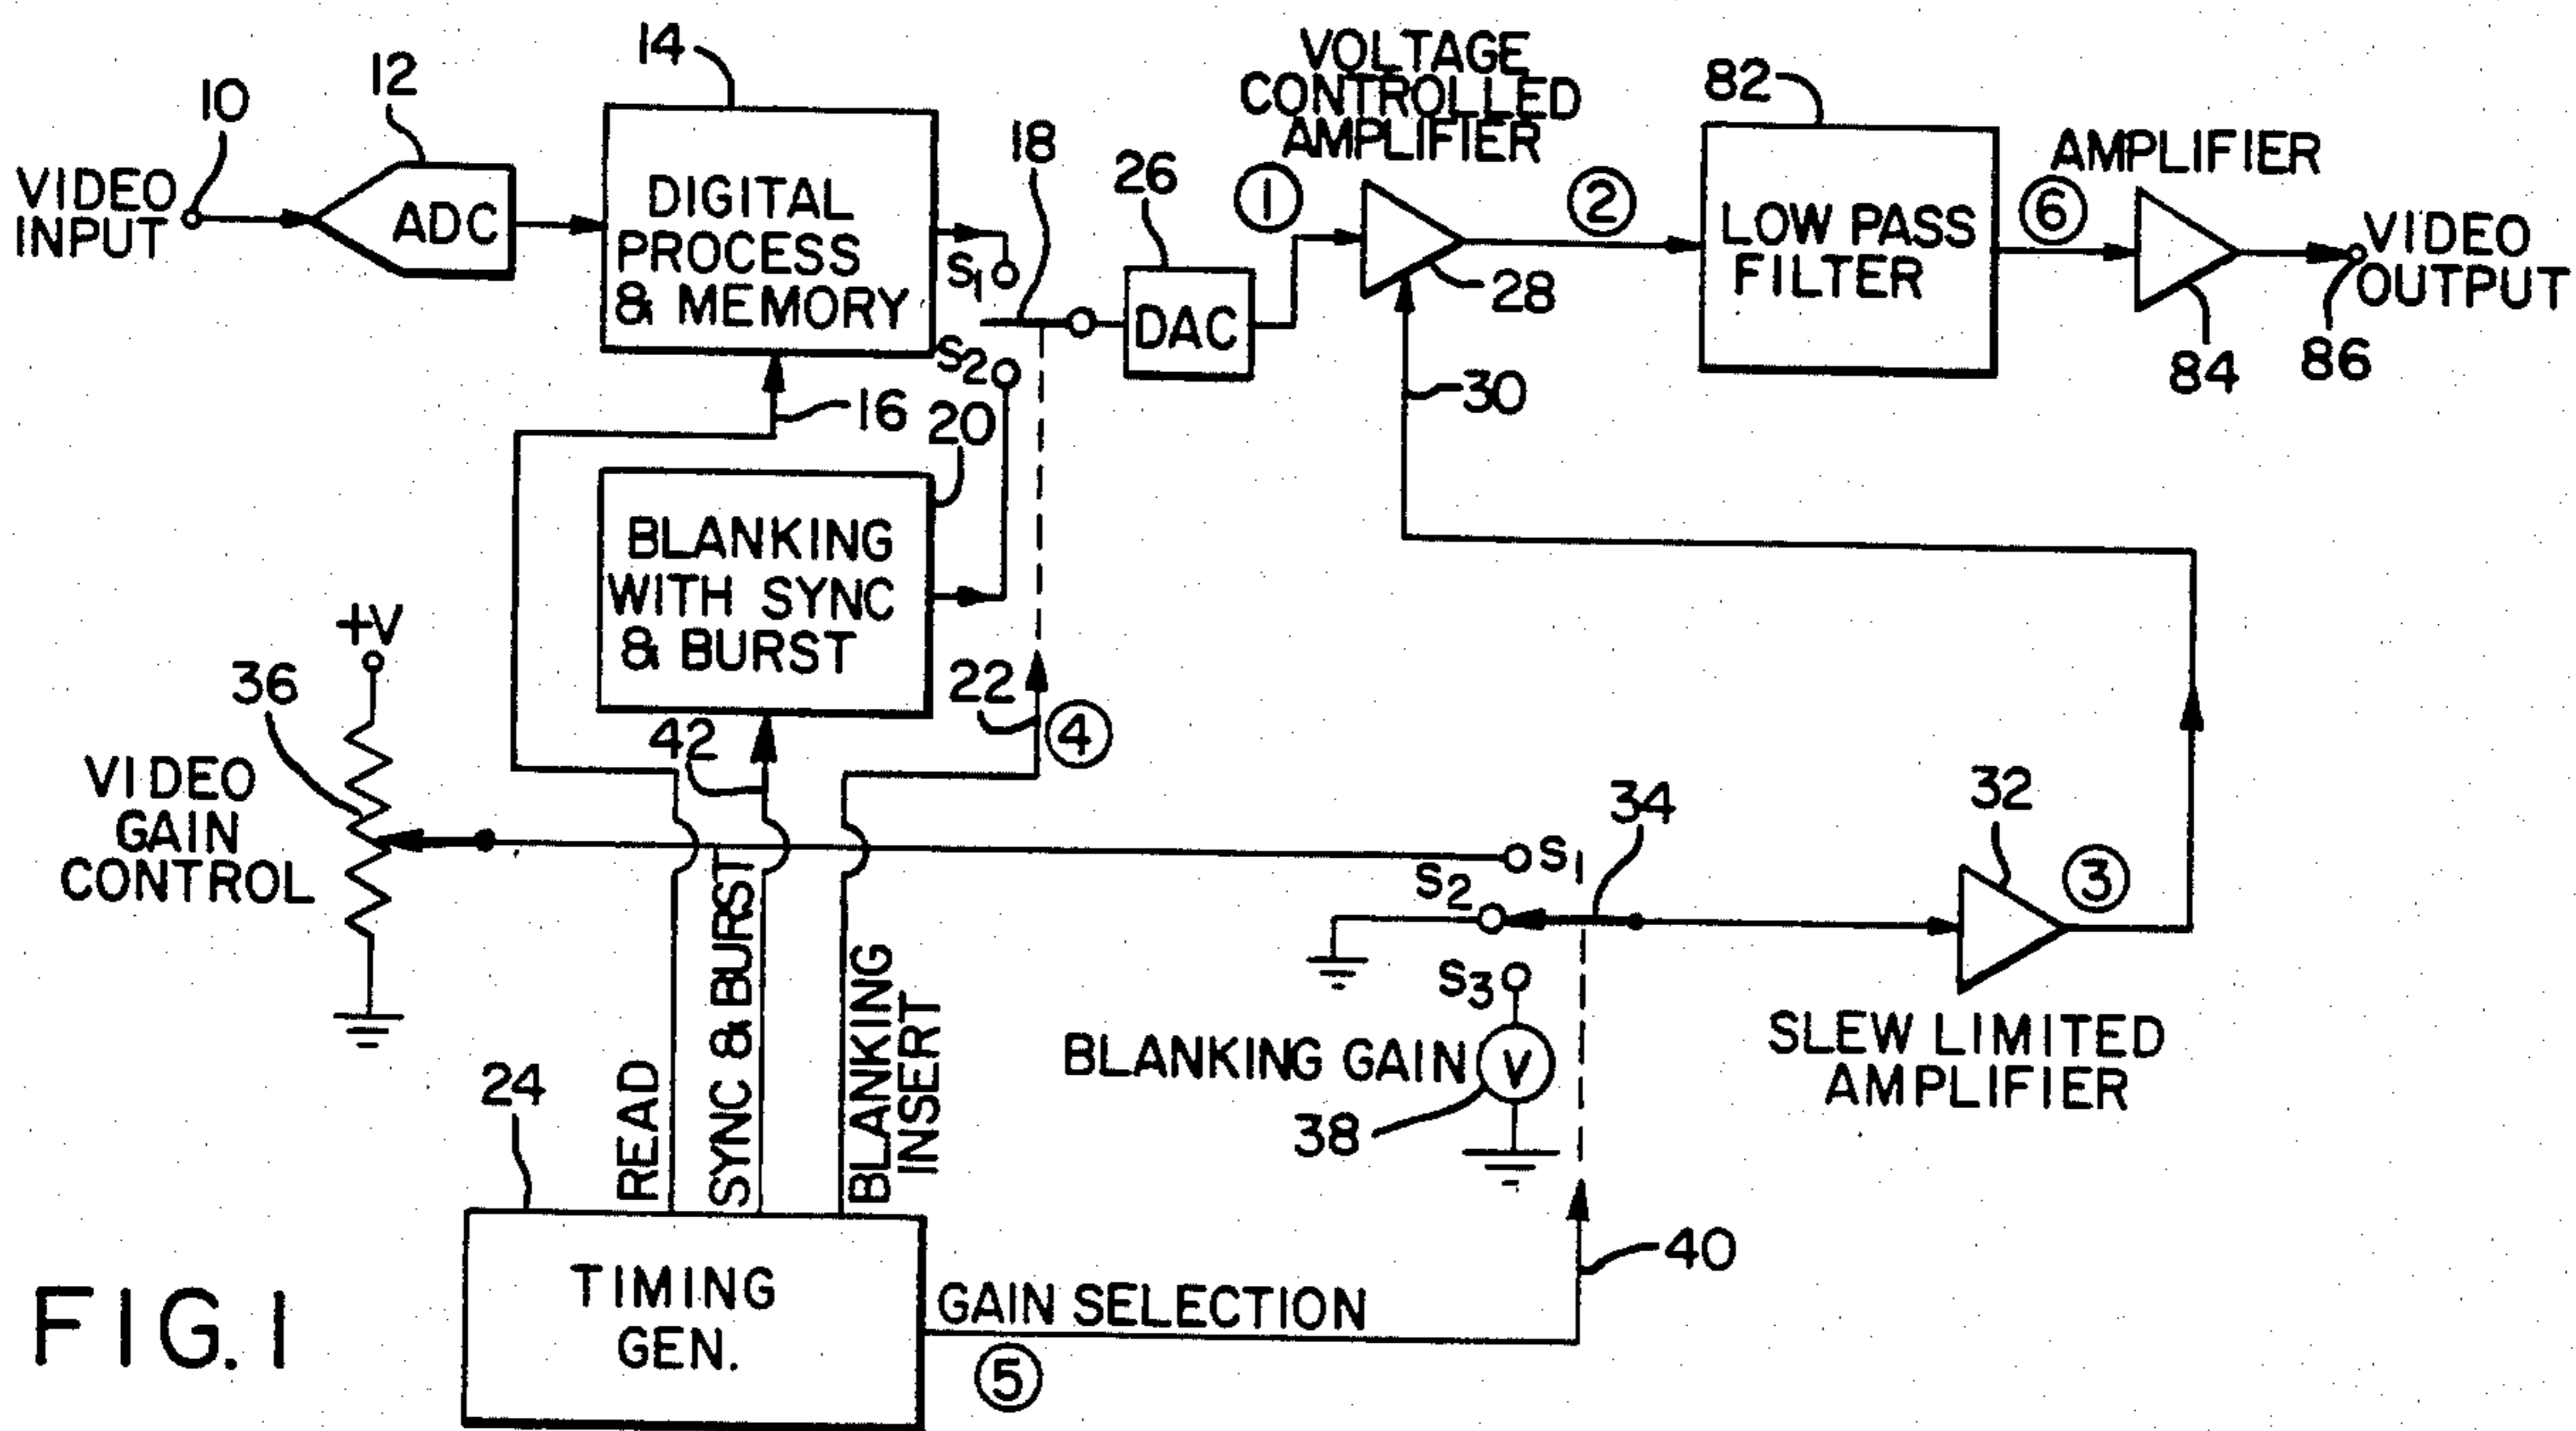 10
12
14
VIDEO
INPUT
ADC
DIGITAL
PROCESS
& MEMORY
S1
18
S2
26
DAC
1
VOLTAGE
CONTROLLED
AMPLIFIER
28
2
82
LOW PASS
FILTER
6
AMPLIFIER
84
VIDEO
OUTPUT
86
16
20
30
BLANKING
WITH SYNC
& BURST
22
4
42
+V
36
VIDEO
GAIN
CONTROL
S1
S2
34
32
3
S3
BLANKING GAIN
V
38
SLEW LIMITED
AMPLIFIER
24
READ
SYNC & BURST
BLANKING
INSERT
TIMING
GEN.
GAIN SELECTION
5
40
FIG. 1